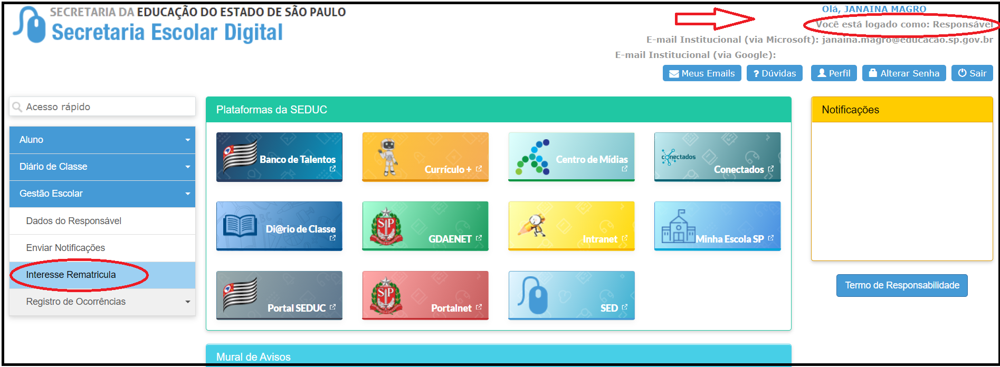 SECRETARIA DA EDUCAÇÃO DO ESTADO DE SÃO PAULO
Secretaria Escolar Digital
Olá, JANAINA MAGRO
Você está logado como: Responsável
E-mail Institucional (via Microsoft): janaina.magro@educacao.sp.gov.br
E-mail Institucional (via Google):
Meus Emails
? Dúvidas
Perfil
Alterar Senha
Sair
Acesso rápido
Aluno
Diário de Classe
Gestão Escolar
Dados do Responsável
Enviar Notificações
Interesse Rematricula
Registro de Ocorrências
Plataformas da SEDUC
Banco de Talentos
Currículo +
Centro de Mídias
conectados
Conectados
Di@rio de Classe
SP
GDAENET
Intranet
Minha Escola SP
Portal SEDUC
SP
Portalnet
SED
Mural de Avisos
Notificações
Termo de Responsabilidade